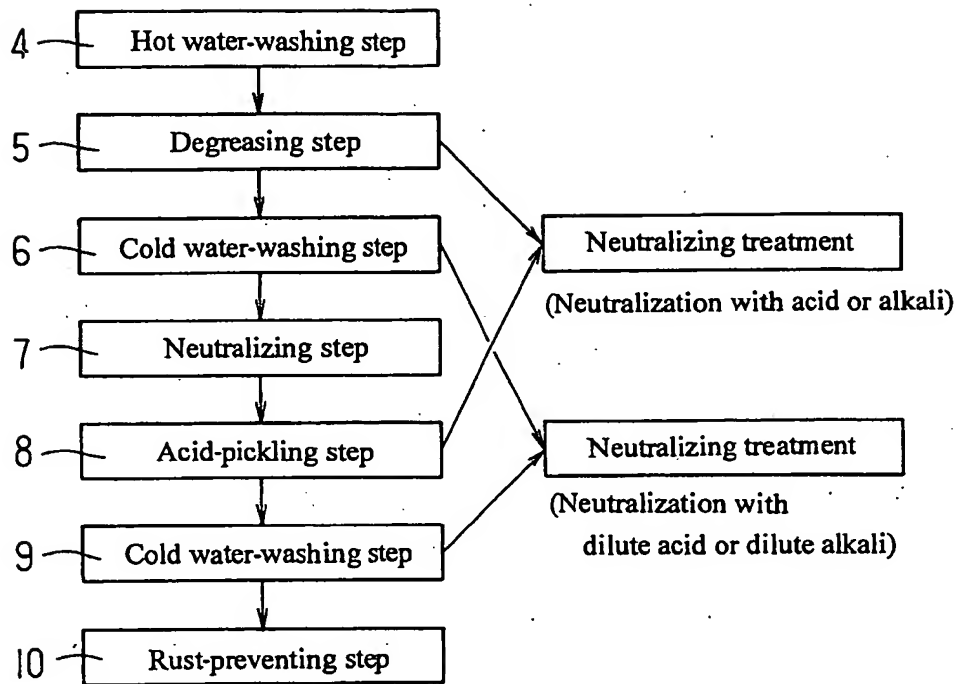 4 Hot water-washing step
5 Degreasing step
6 Cold water-washing step
7 Neutralizing step
8 Acid-pickling step
9 Cold water-washing step
10 Rust-preventing step
Neutralizing treatment
(Neutralization with acid or alkali)
Neutralizing treatment
(Neutralization with
dilute acid or dilute alkali)